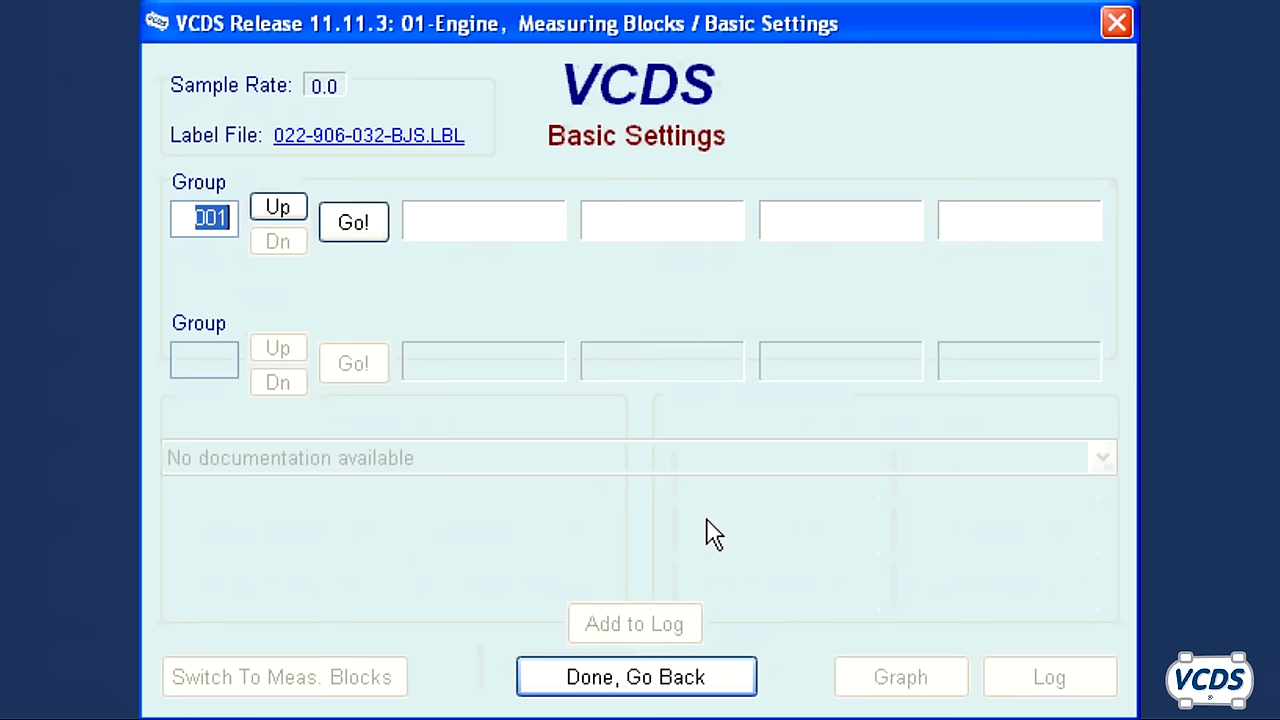 VCDS Release 11.11.3: 01-Engine, Measuring Blocks / Basic Settings
Sample Rate: 0.0
VCDS
Label File: 022-906-032-BJS.LBL
Basic Settings
Group
001 Up Go!
Dn
Group
Up Go!
Dn
No documentation available
Add to Log
Switch To Meas. Blocks Done, Go Back Graph Log
VCDS
®